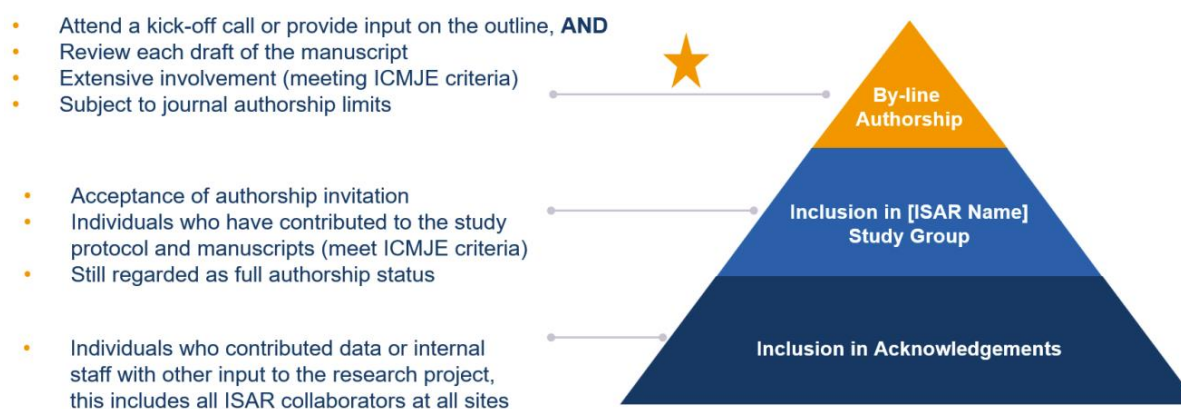 • Attend a kick-off call or provide input on the outline, AND
• Review each draft of the manuscript
• Extensive involvement (meeting ICMJE criteria)
• Subject to journal authorship limits
By-line
Authorship
• Acceptance of authorship invitation
• Individuals who have contributed to the study
protocol and manuscripts (meet ICMJE criteria)
• Still regarded as full authorship status
Inclusion in [ISAR Name]
Study Group
• Individuals who contributed data or internal
staff with other input to the research project,
this includes all ISAR collaborators at all sites
Inclusion in Acknowledgements